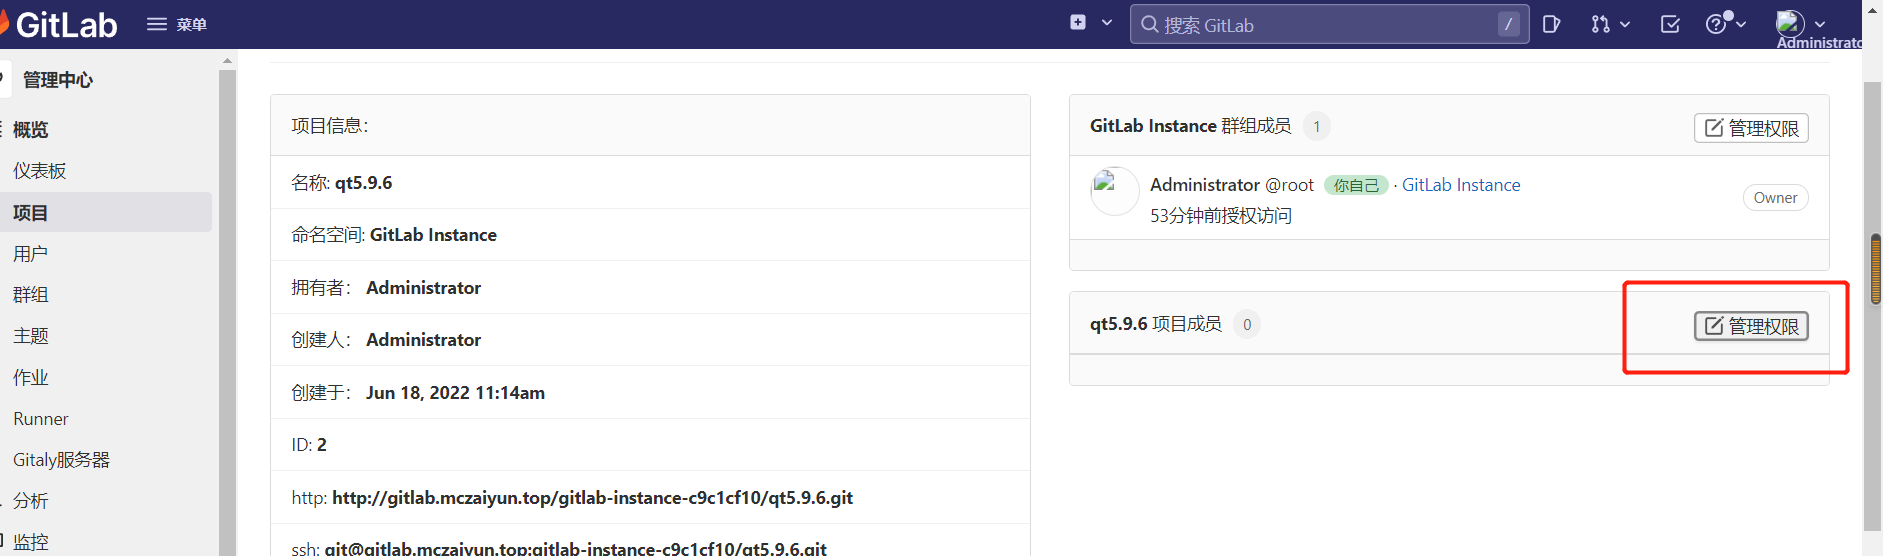 GitLab
菜单
搜索 GitLab
/
Administrato
管理中心
概览
仪表板
项目
用户
群组
主题
作业
Runner
Gitaly服务器
分析
监控
项目信息：
名称: qt5.9.6
命名空间: GitLab Instance
拥有者： Administrator
创建人： Administrator
创建于： Jun 18, 2022 11:14am
ID: 2
http: http://gitlab.mczaiyun.top/gitlab-instance-c9c1cf10/qt5.9.6.git
ssh: git@gitlab.mczaiyun.top:gitlab-instance-c9c1cf10/qt5.9.6.git
GitLab Instance 群组成员 1
管理权限
Administrator @root 你自己 · GitLab Instance
53分钟前授权访问
Owner
qt5.9.6 项目成员 0
管理权限